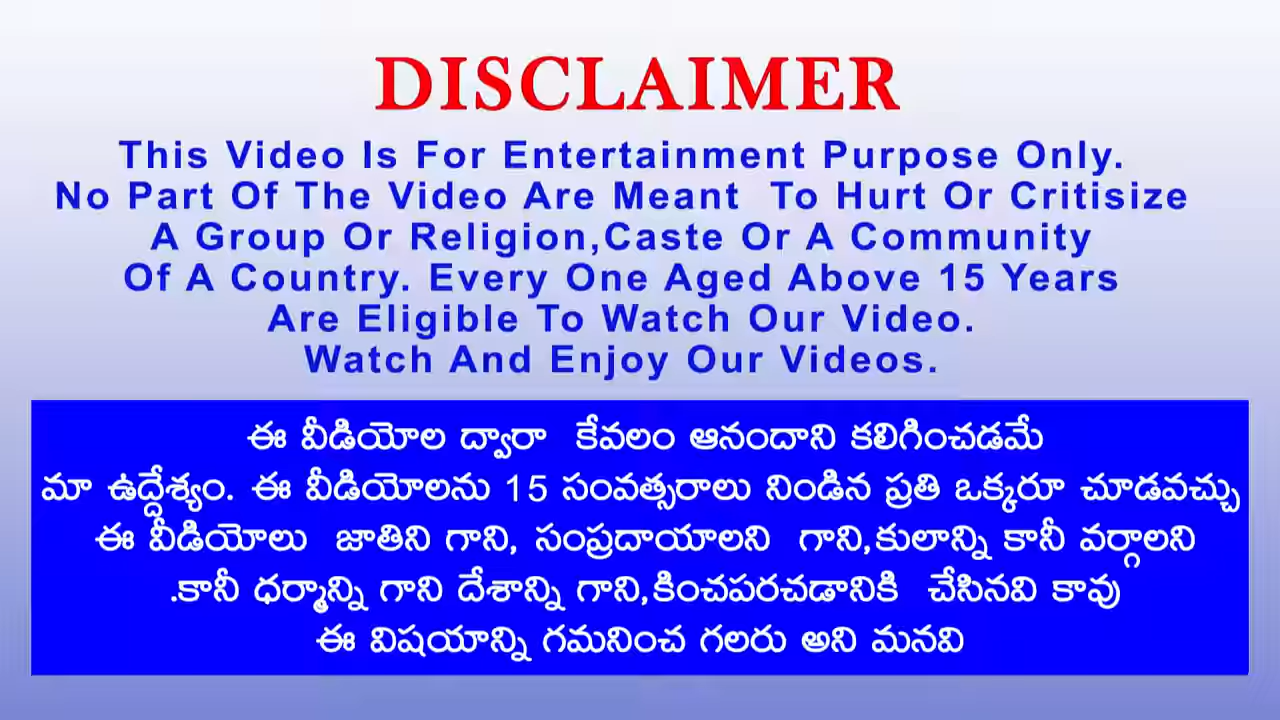 DISCLAIMER
This Video Is For Entertainment Purpose Only.
No Part Of The Video Are Meant To Hurt Or Critisize
A Group Or Religion,Caste Or A Community
Of A Country. Every One Aged Above 15 Years
Are Eligible To Watch Our Video.
Watch And Enjoy Our Videos.
ఈ వీడియోల ద్వారా కేవలం ఆనందాని కలిగించడమే
మా ఉద్దేశ్యం. ఈ వీడియోలను 15 సంవత్సరాలు నిండిన ప్రతి ఒక్కరూ చూడవచ్చు
ఈ వీడియోలు జాతిని గాని, సంప్రదాయాలని గాని,కులాన్ని కానీ వర్గాలని
.కానీ ధర్మాన్ని గాని దేశాన్ని గాని,కించపరచడానికి చేసినవి కావు
ఈ విషయాన్ని గమనించ గలరు అని మనవి